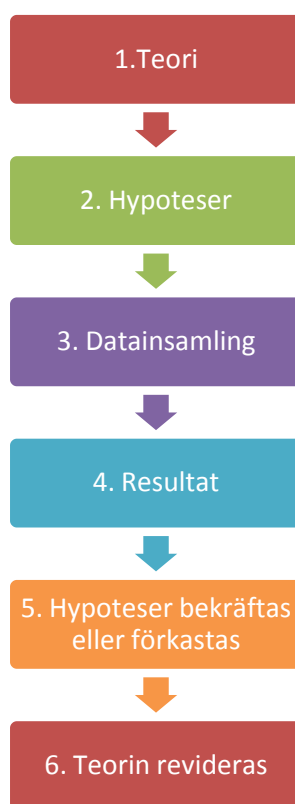 1.Teori
2. Hypoteser
3. Datainsamling
4. Resultat
5. Hypoteser bekräftas
eller förkastas
6. Teorin revideras